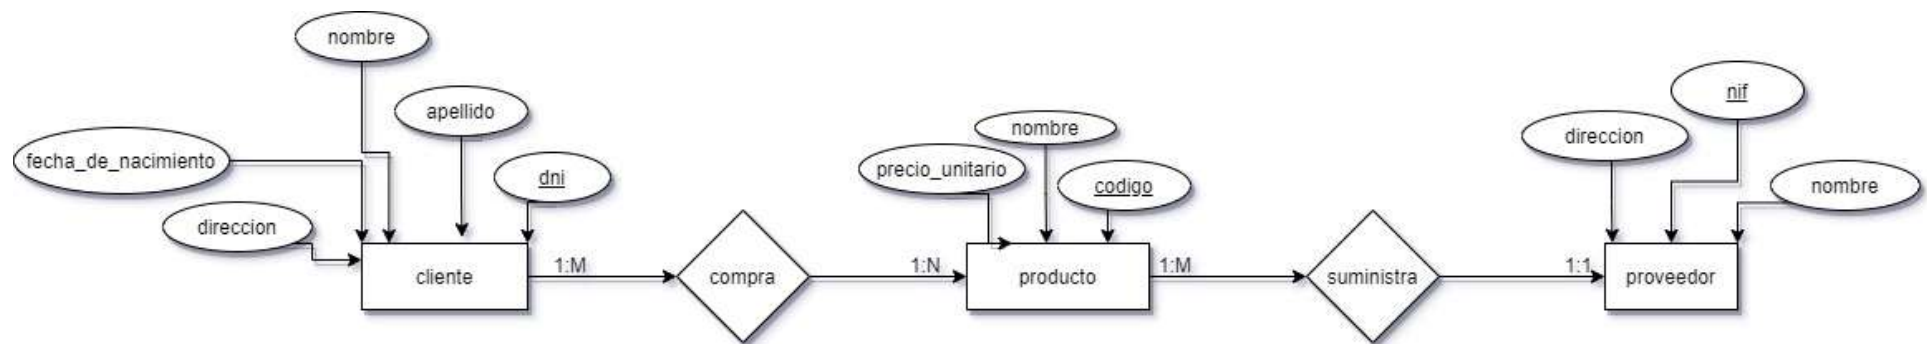 nombre
apellido
fecha_de_nacimiento
dni
direccion
cliente
1:M
compra
1:N
nombre
precio_unitario
codigo
producto
1:M
suministra
1:1
nif
direccion
nombre
proveedor